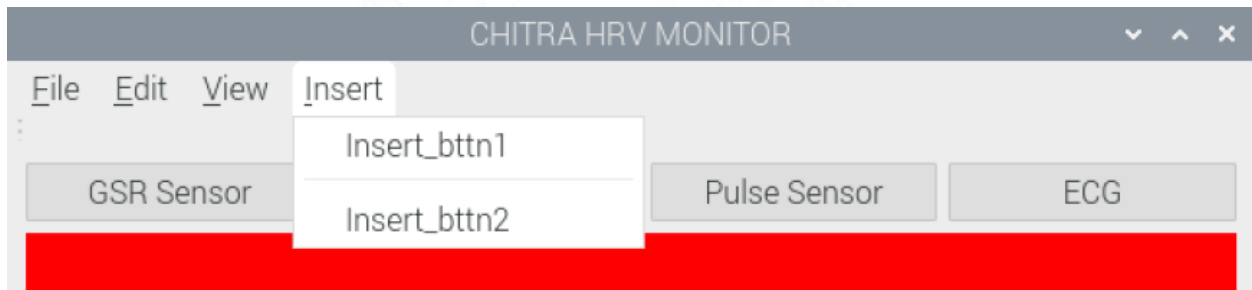 CHITRA HRV MONITOR
File Edit View Insert
Insert_bttn1
GSR Sensor Pulse Sensor ECG
Insert_bttn2